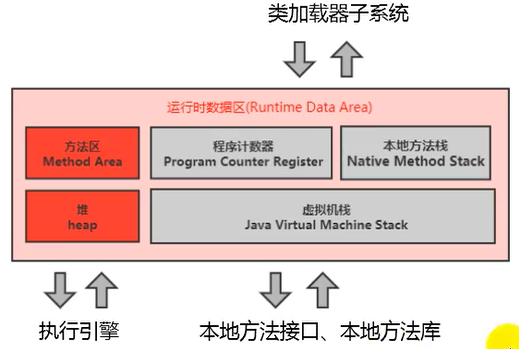 类加载器子系统
运行时数据区(Runtime Data Area)
方法区
Method Area
程序计数器
Program Counter Register
本地方法栈
Native Method Stack
堆
heap
虚拟机栈
Java Virtual Machine Stack
执行引擎
本地方法接口、本地方法库